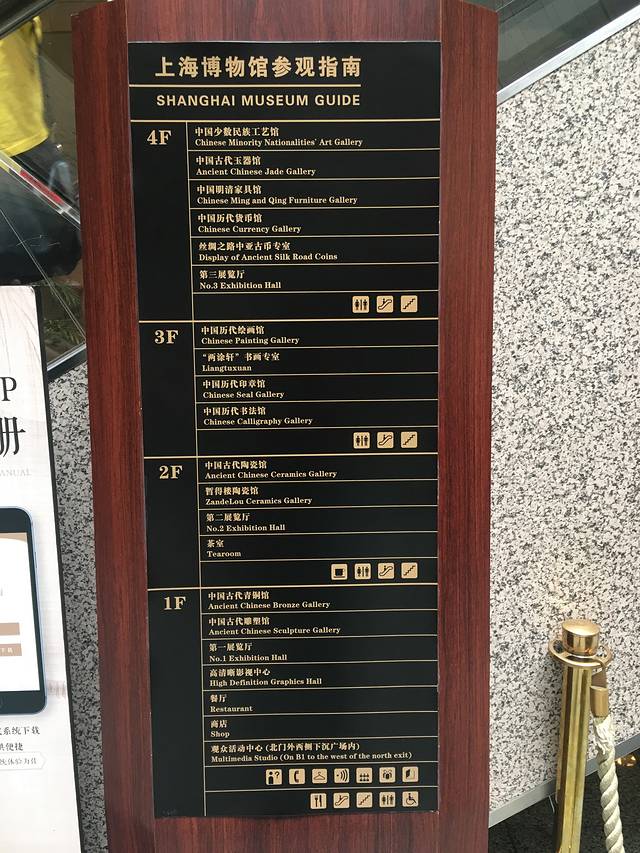 上海博物馆参观指南
SHANGHAI MUSEUM GUIDE
4F
中国少数民族工艺馆
Chinese Minority Nationalities' Art Gallery
中国古代玉器馆
Ancient Chinese Jade Gallery
中国明清家具馆
Chinese Ming and Qing Furniture Gallery
中国历代货币馆
Chinese Currency Gallery
丝绸之路中亚古币专室
Display of Ancient Silk Road Coins
第三展览厅
No.3 Exhibition Hall
3F
中国历代绘画馆
Chinese Painting Gallery
“两涂轩”书画专室
Liangtuxuan
中国历代印章馆
Chinese Seal Gallery
中国历代书法馆
Chinese Calligraphy Gallery
2F
中国古代陶瓷馆
Ancient Chinese Ceramics Gallery
暂得楼陶瓷馆
ZandeLou Ceramics Gallery
第二展览厅
No.2 Exhibition Hall
茶室
Tearoom
1F
中国古代青铜馆
Ancient Chinese Bronze Gallery
中国古代雕塑馆
Ancient Chinese Sculpture Gallery
第一展览厅
No.1 Exhibition Hall
高清晰影视中心
High Definition Graphics Hall
餐厅
Restaurant
商店
Shop
观众活动中心 (北门外西侧下沉广场内)
Multimedia Studio (On B1 to the west of the north exit)
P
册
ANUAL
系统下载
便捷